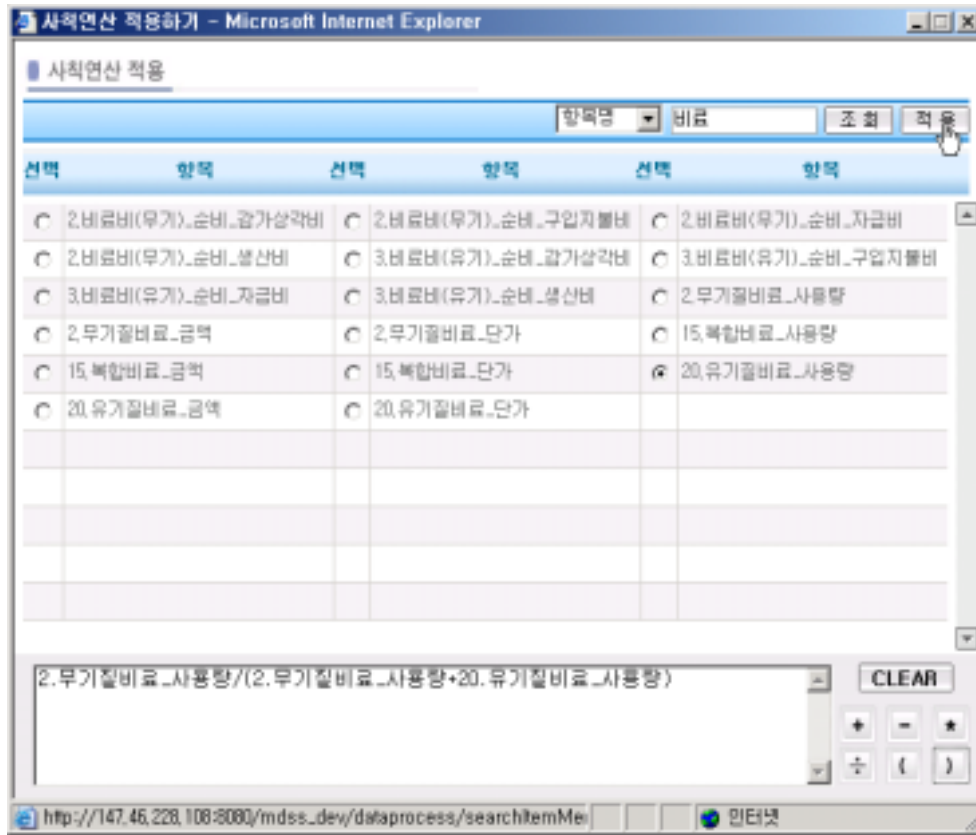 사칙연산 적용하기 - Microsoft Internet Explorer
사칙연산 적용
항목명 비료 조 회 적 용
선택 항목 선택 항목 선택 항목
2.비료비(무기)_순비_감가상각비 2.비료비(무기)_순비_구입지불비 2.비료비(무기)_순비_자급비
2.비료비(무기)_순비_생산비 3.비료비(유기)_순비_감가상각비 3.비료비(유기)_순비_구입지불비
3.비료비(유기)_순비_자급비 3.비료비(유기)_순비_생산비 2.무기질비료_사용량
2.무기질비료_금액 2.무기질비료_단가 15.복합비료_사용량
15.복합비료_금액 15.복합비료_단가 20.유기질비료_사용량
20.유기질비료_금액 20.유기질비료_단가
2.무기질비료_사용량/(2.무기질비료_사용량+20.유기질비료_사용량)
CLEAR
+ - *
÷ ( )
http://147.46.228.108:8080/mdss_dev/dataprocess/searchItemMe 인터넷